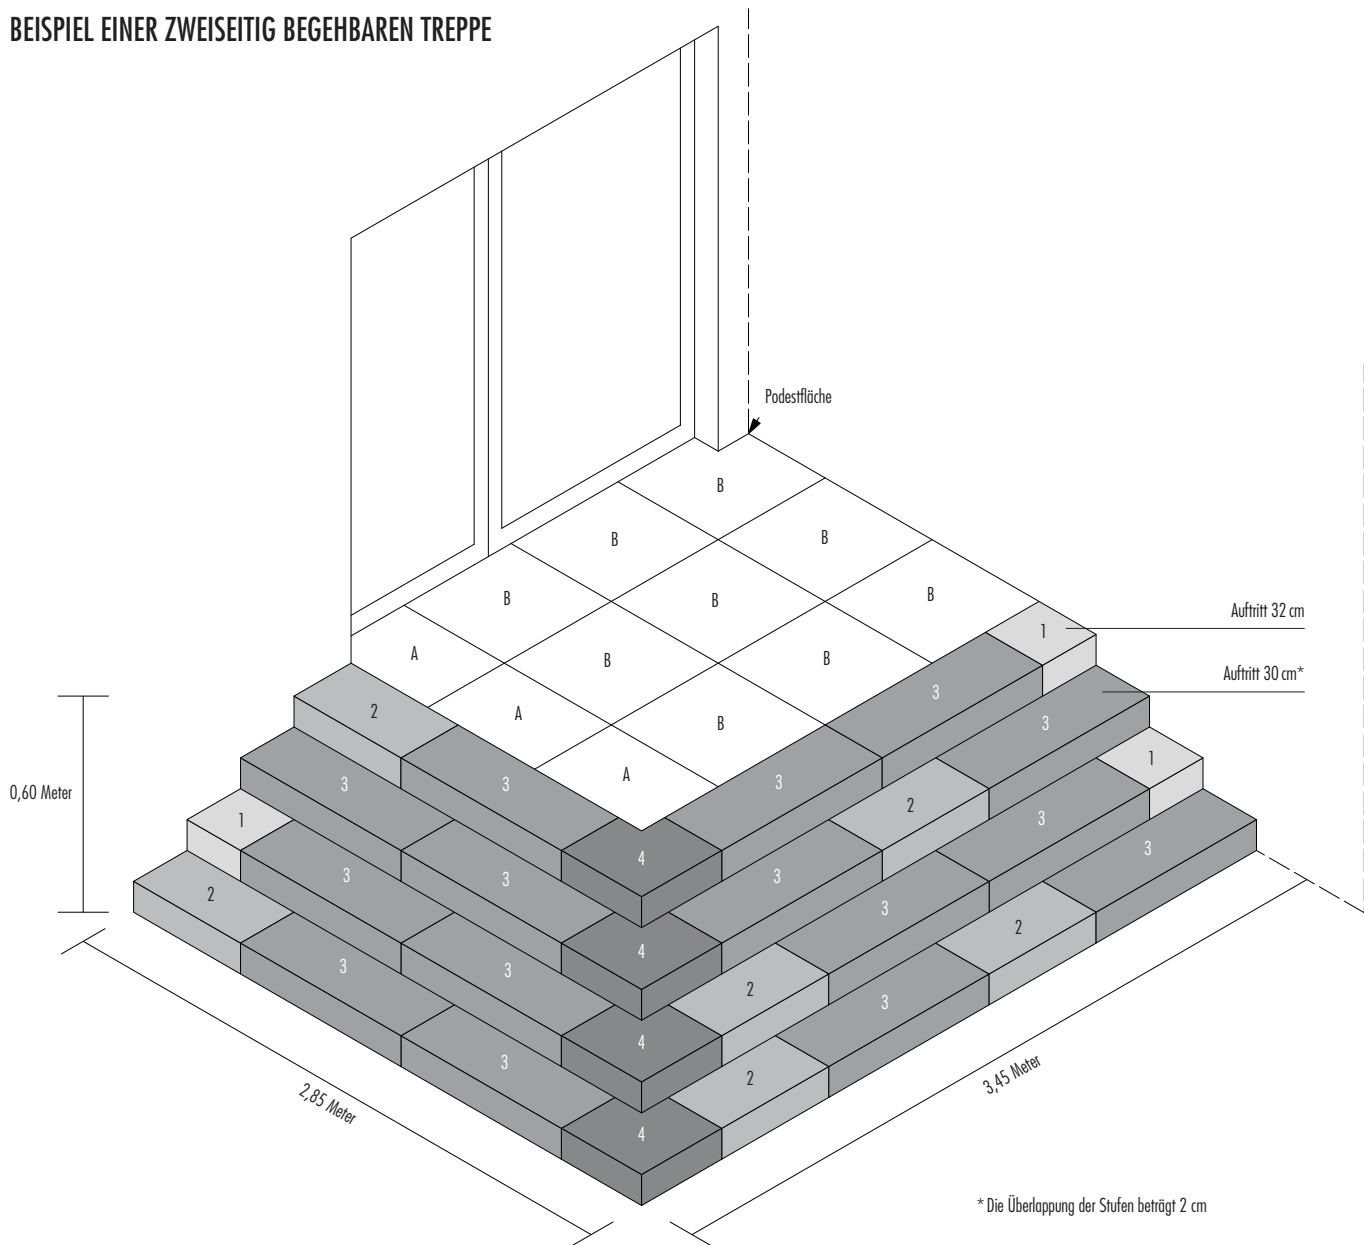 BEISPIEL EINER ZWEISEITIG BEGEHBAREN TREPPE
Podestfläche
B
B
B
B
B
B
Auftritt 32 cm
1
A
B
B
Auftritt 30 cm*
3
2
A
B
3
1
A
3
3
3
2
0,60 Meter
1
3
4
3
3
3
3
3
2
3
4
3
2
3
3
4
2
3
2,85 Meter
3
4
2
3,45 Meter
* Die Überlappung der Stufen beträgt 2 cm